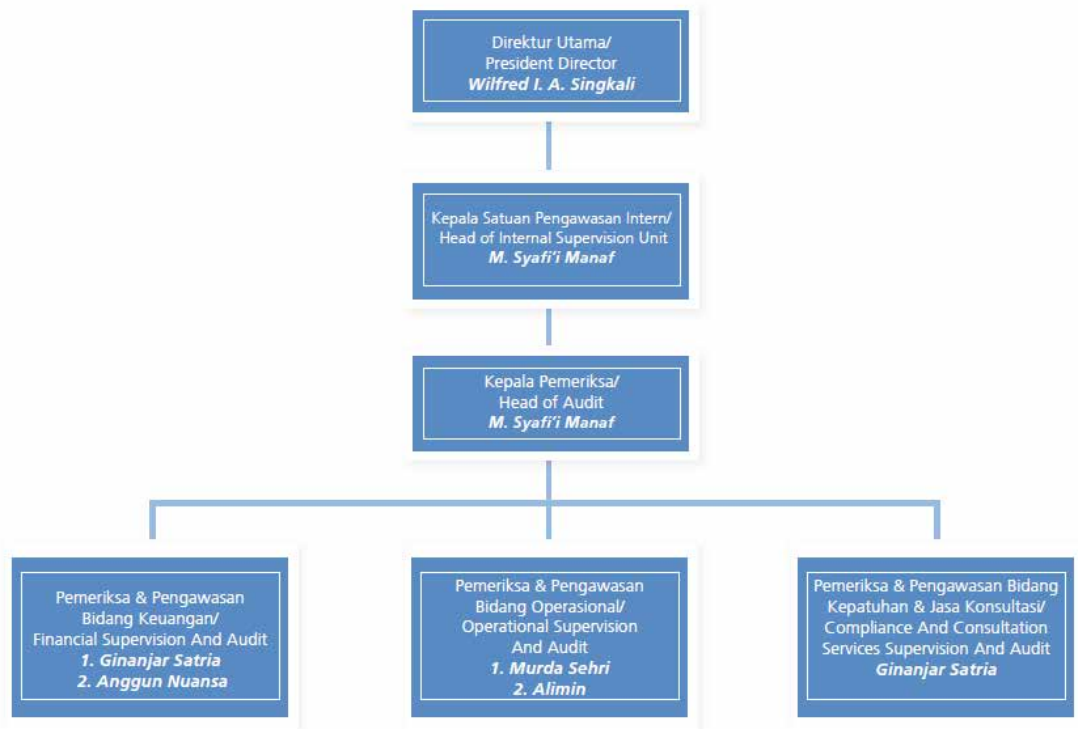 Direktur Utama/
President Director
Wilfred I. A. Singkali
Kepala Satuan Pengawasan Intern/
Head of Internal Supervision Unit
M. Syafi'i Manaf
Kepala Pemeriksa/
Head of Audit
M. Syafi'i Manaf
Pemeriksa & Pengawasan
Bidang Keuangan/
Financial Supervision And Audit
1. Ginanjar Satria
2. Anggun Nuansa
Pemeriksa & Pengawasan
Bidang Operasional/
Operational Supervision
And Audit
1. Murda Sehri
2. Alimin
Pemeriksa & Pengawasan Bidang
Kepatuhan & Jasa Konsultasi/
Compliance And Consultation
Services Supervision And Audit
Ginanjar Satria